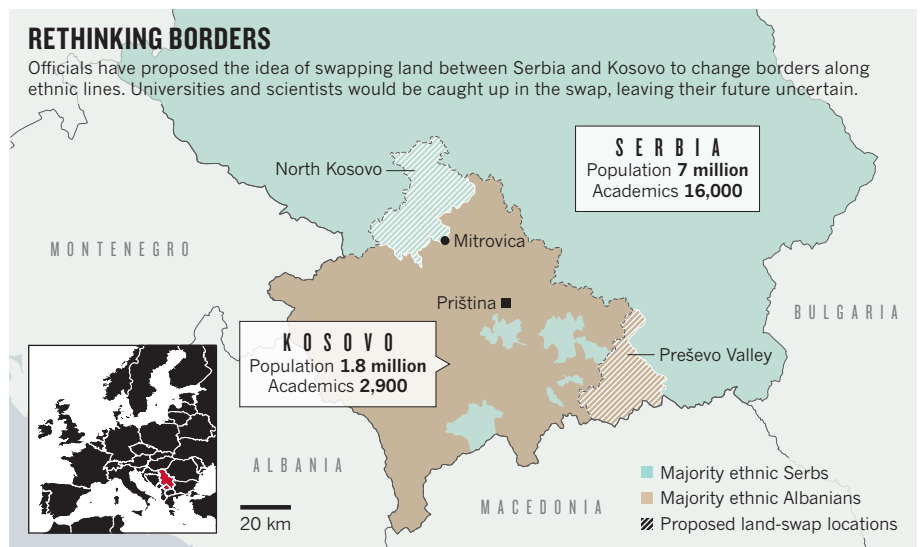 RETHINKING BORDERS
Officials have proposed the idea of swapping land between Serbia and Kosovo to change borders along
ethnic lines. Universities and scientists would be caught up in the swap, leaving their future uncertain.
SERBIA
Population 7 million
Academics 16,000
North Kosovo
MONTENEGRO
Mitrovica
Priština
BULGARIA
KOSOVO
Population 1.8 million
Academics 2,900
Preševo Valley
ALBANIA
20 km
MACEDONIA
Majority ethnic Serbs
Majority ethnic Albanians
Proposed land-swap locations